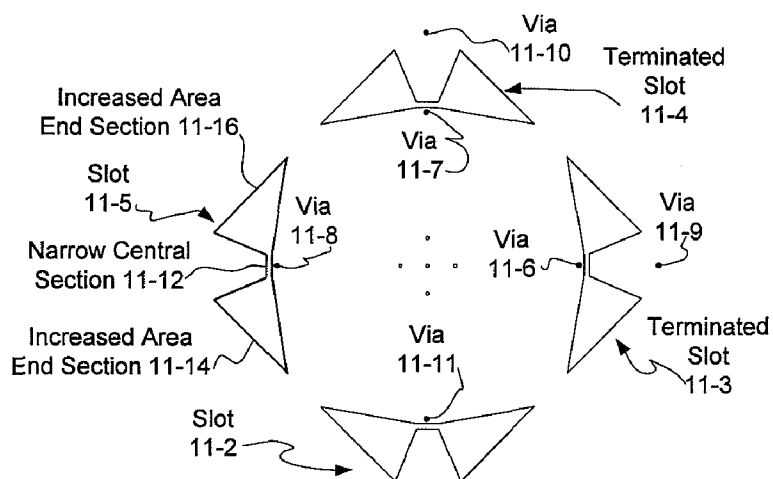 Via
11-10
Terminated
Slot
11-4
Increased Area
End Section 11-16
Via
11-7
Slot
11-5
Via
11-8
Via
11-9
Narrow Central
Section 11-12
Via
11-6
Increased Area
End Section 11-14
Via
11-11
Terminated
Slot
11-3
Slot
11-2